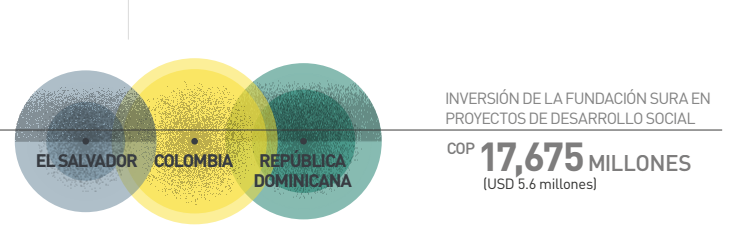 EL SALVADOR
COLOMBIA
REPÚBLICA
DOMINICANA
INVERSIÓN DE LA FUNDACIÓN SURA EN
PROYECTOS DE DESARROLLO SOCIAL
COP 17,675 MILLONES
(USD 5.6 millones)